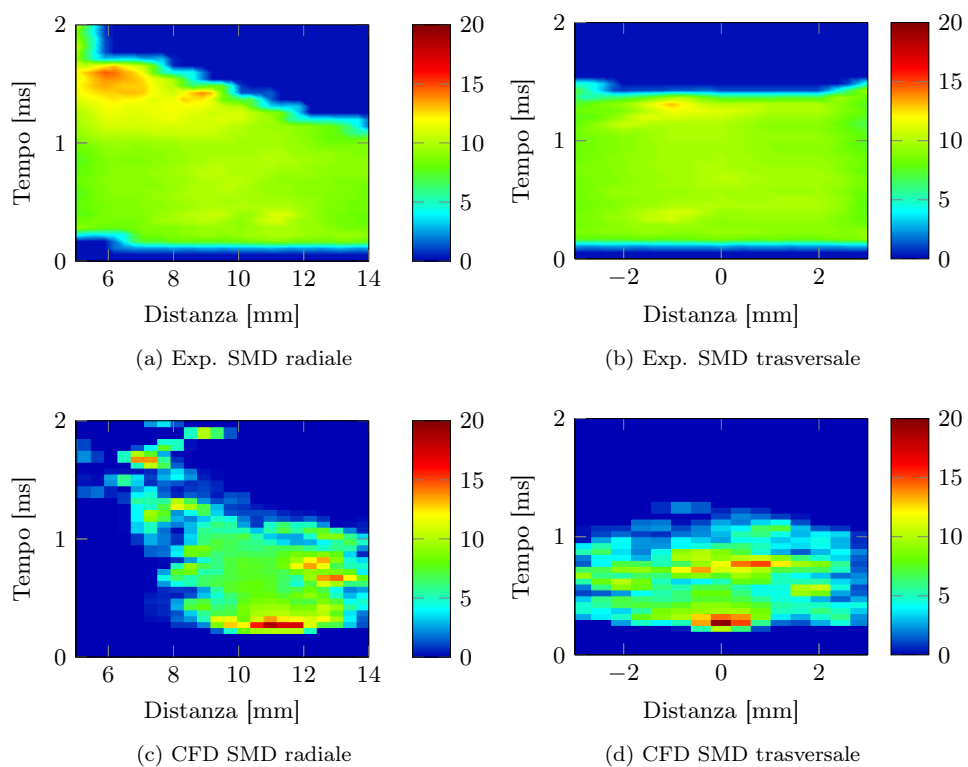 2
1
0
Tempo [ms]
6 8 10 12 14
Distanza [mm]
20
15
10
5
0
(a) Exp. SMD radiale
2
1
0
Tempo [ms]
−2 0 2
Distanza [mm]
20
15
10
5
0
(b) Exp. SMD trasversale
2
1
0
Tempo [ms]
6 8 10 12 14
Distanza [mm]
20
15
10
5
0
(c) CFD SMD radiale
2
1
0
Tempo [ms]
−2 0 2
Distanza [mm]
20
15
10
5
0
(d) CFD SMD trasversale